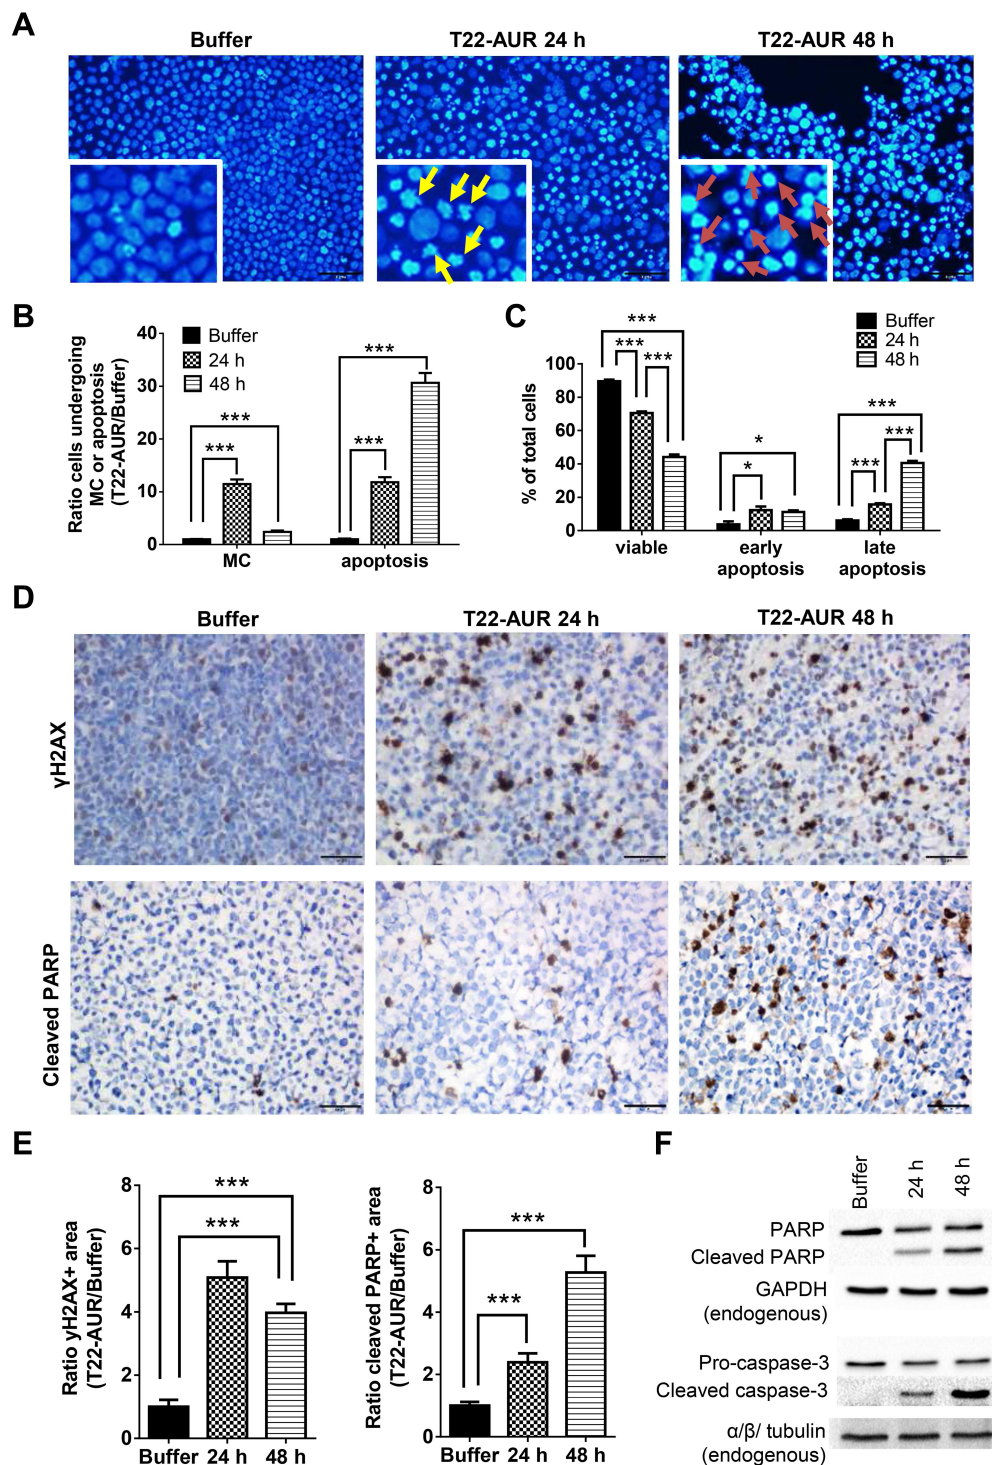 A
Buffer
T22-AUR 24 h
T22-AUR 48 h
B
Ratio cells undergoing
MC or apoptosis
(T22-AUR/Buffer)
40
30
20
10
0
Buffer
24 h
48 h
***
***
***
***
MC
apoptosis
C
% of total cells
100
80
60
40
20
0
Buffer
24 h
48 h
***
***
***
*
*
***
***
***
viable
early
apoptosis
late
apoptosis
D
Buffer
T22-AUR 24 h
T22-AUR 48 h
γH2AX
Cleaved PARP
E
Ratio γH2AX+ area
(T22-AUR/Buffer)
8
6
4
2
0
***
***
Buffer
24 h
48 h
Ratio cleaved PARP+ area
(T22-AUR/Buffer)
8
6
4
2
0
***
***
Buffer
24 h
48 h
F
Buffer
24 h
48 h
PARP
Cleaved PARP
GAPDH
(endogenous)
Pro-caspase-3
Cleaved caspase-3
α/β/ tubulin
(endogenous)